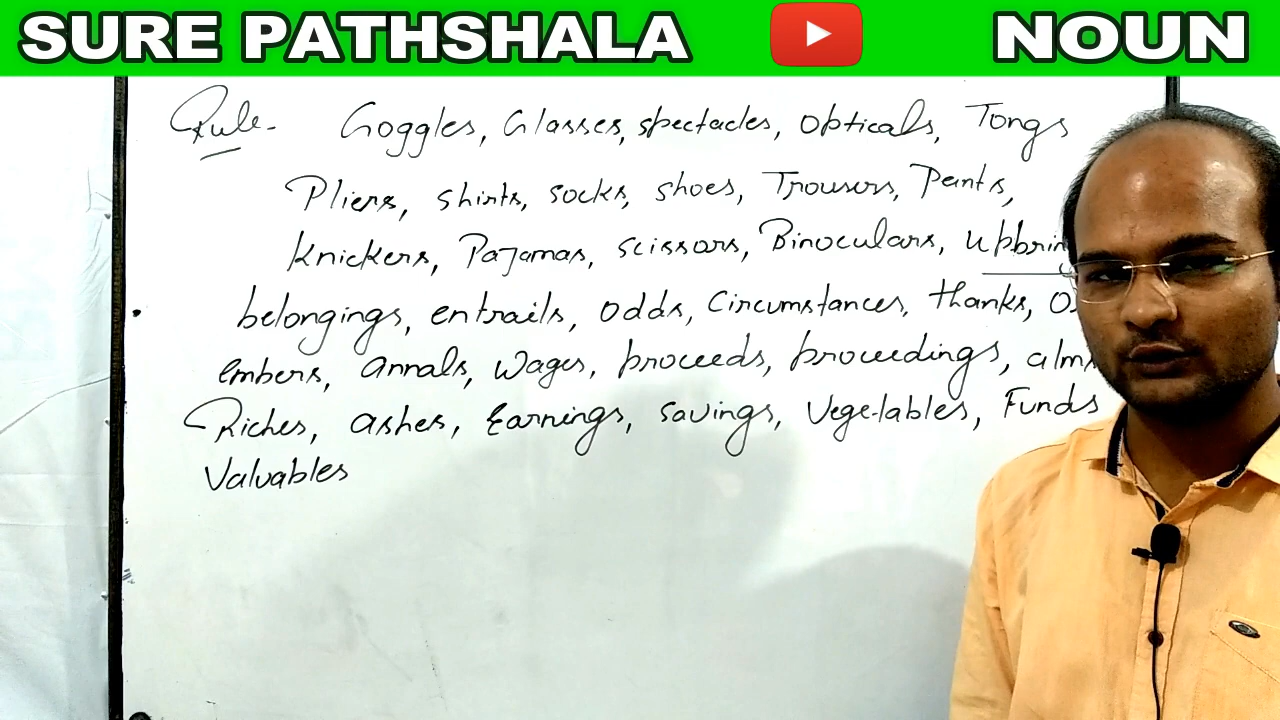 SURE PATHSHALA NOUN
Rule- Goggles, Glasses, spectacles, Opticals, Tongs
Pliers, shirts, socks, shoes, Trousers, Pants,
Knickers, Pajamas, scissors, Binoculars,
belongings, entrails, odds, Circumstances, thanks,
embers, annals, wages, proceeds, proceedings, alms
Riches, ashes, Earnings, savings, Vegetables, Funds
Valuables